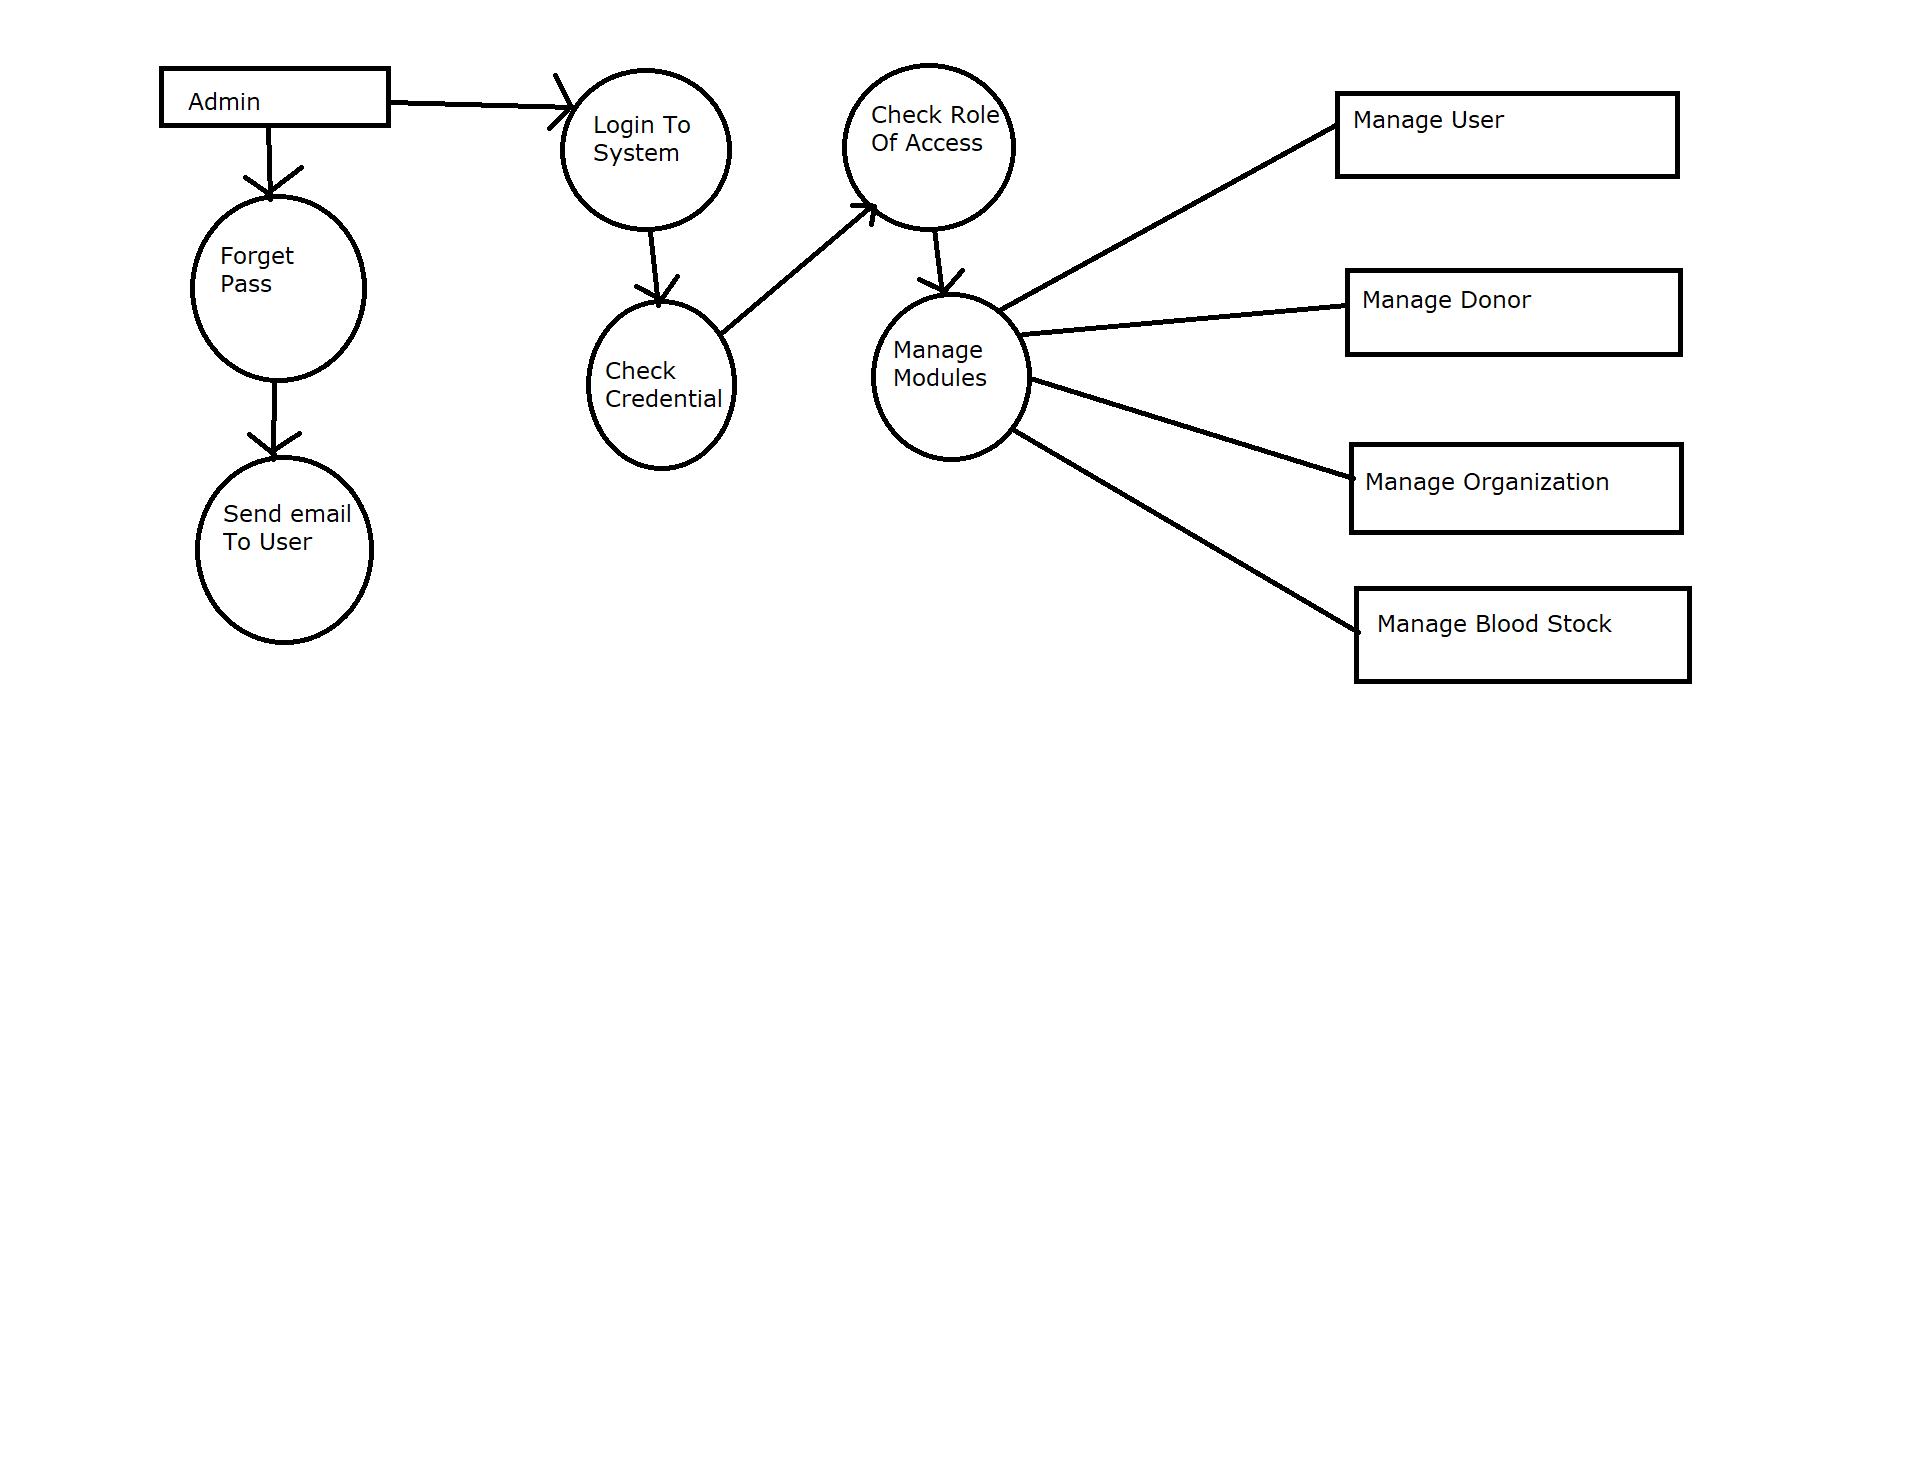 Admin
Login To
System
Check Role
Of Access
Manage User
Forget
Pass
Check
Credential
Manage
Modules
Manage Donor
Send email
To User
Manage Organization
Manage Blood Stock